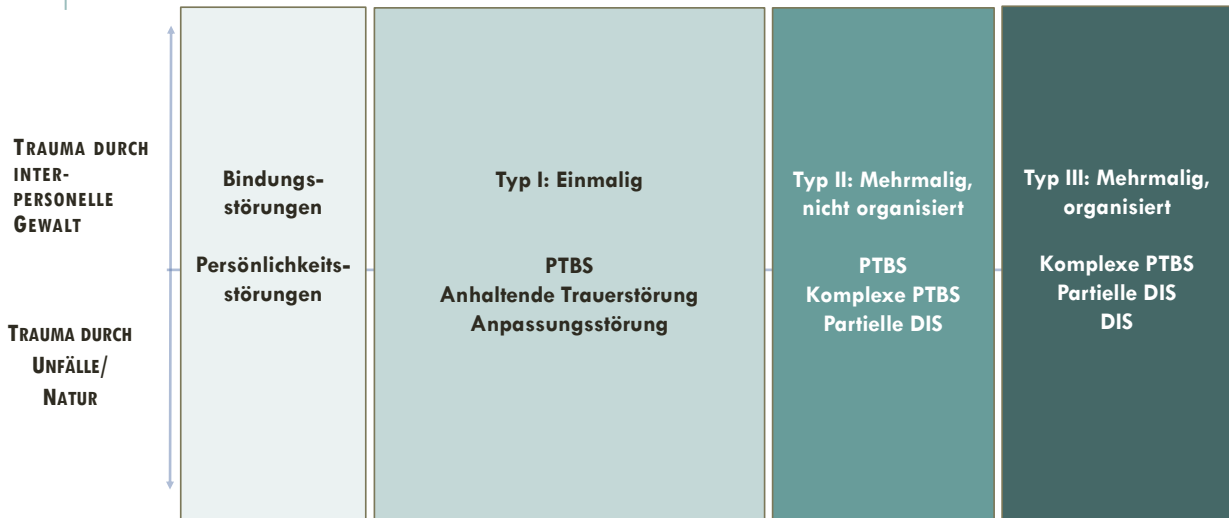 TRAUMA DURCH
INTER-
PERSONELLE
GEWALT
TRAUMA DURCH
UNFÄLLE/
NATUR
Bindungs-
störungen
Persönlichkeits-
störungen
Typ I: Einmalig
PTBS
Anhaltende Trauerstörung
Anpassungsstörung
Typ II: Mehrmalig,
nicht organisiert
PTBS
Komplexe PTBS
Partielle DIS
Typ III: Mehrmalig,
organisiert
Komplexe PTBS
Partielle DIS
DIS